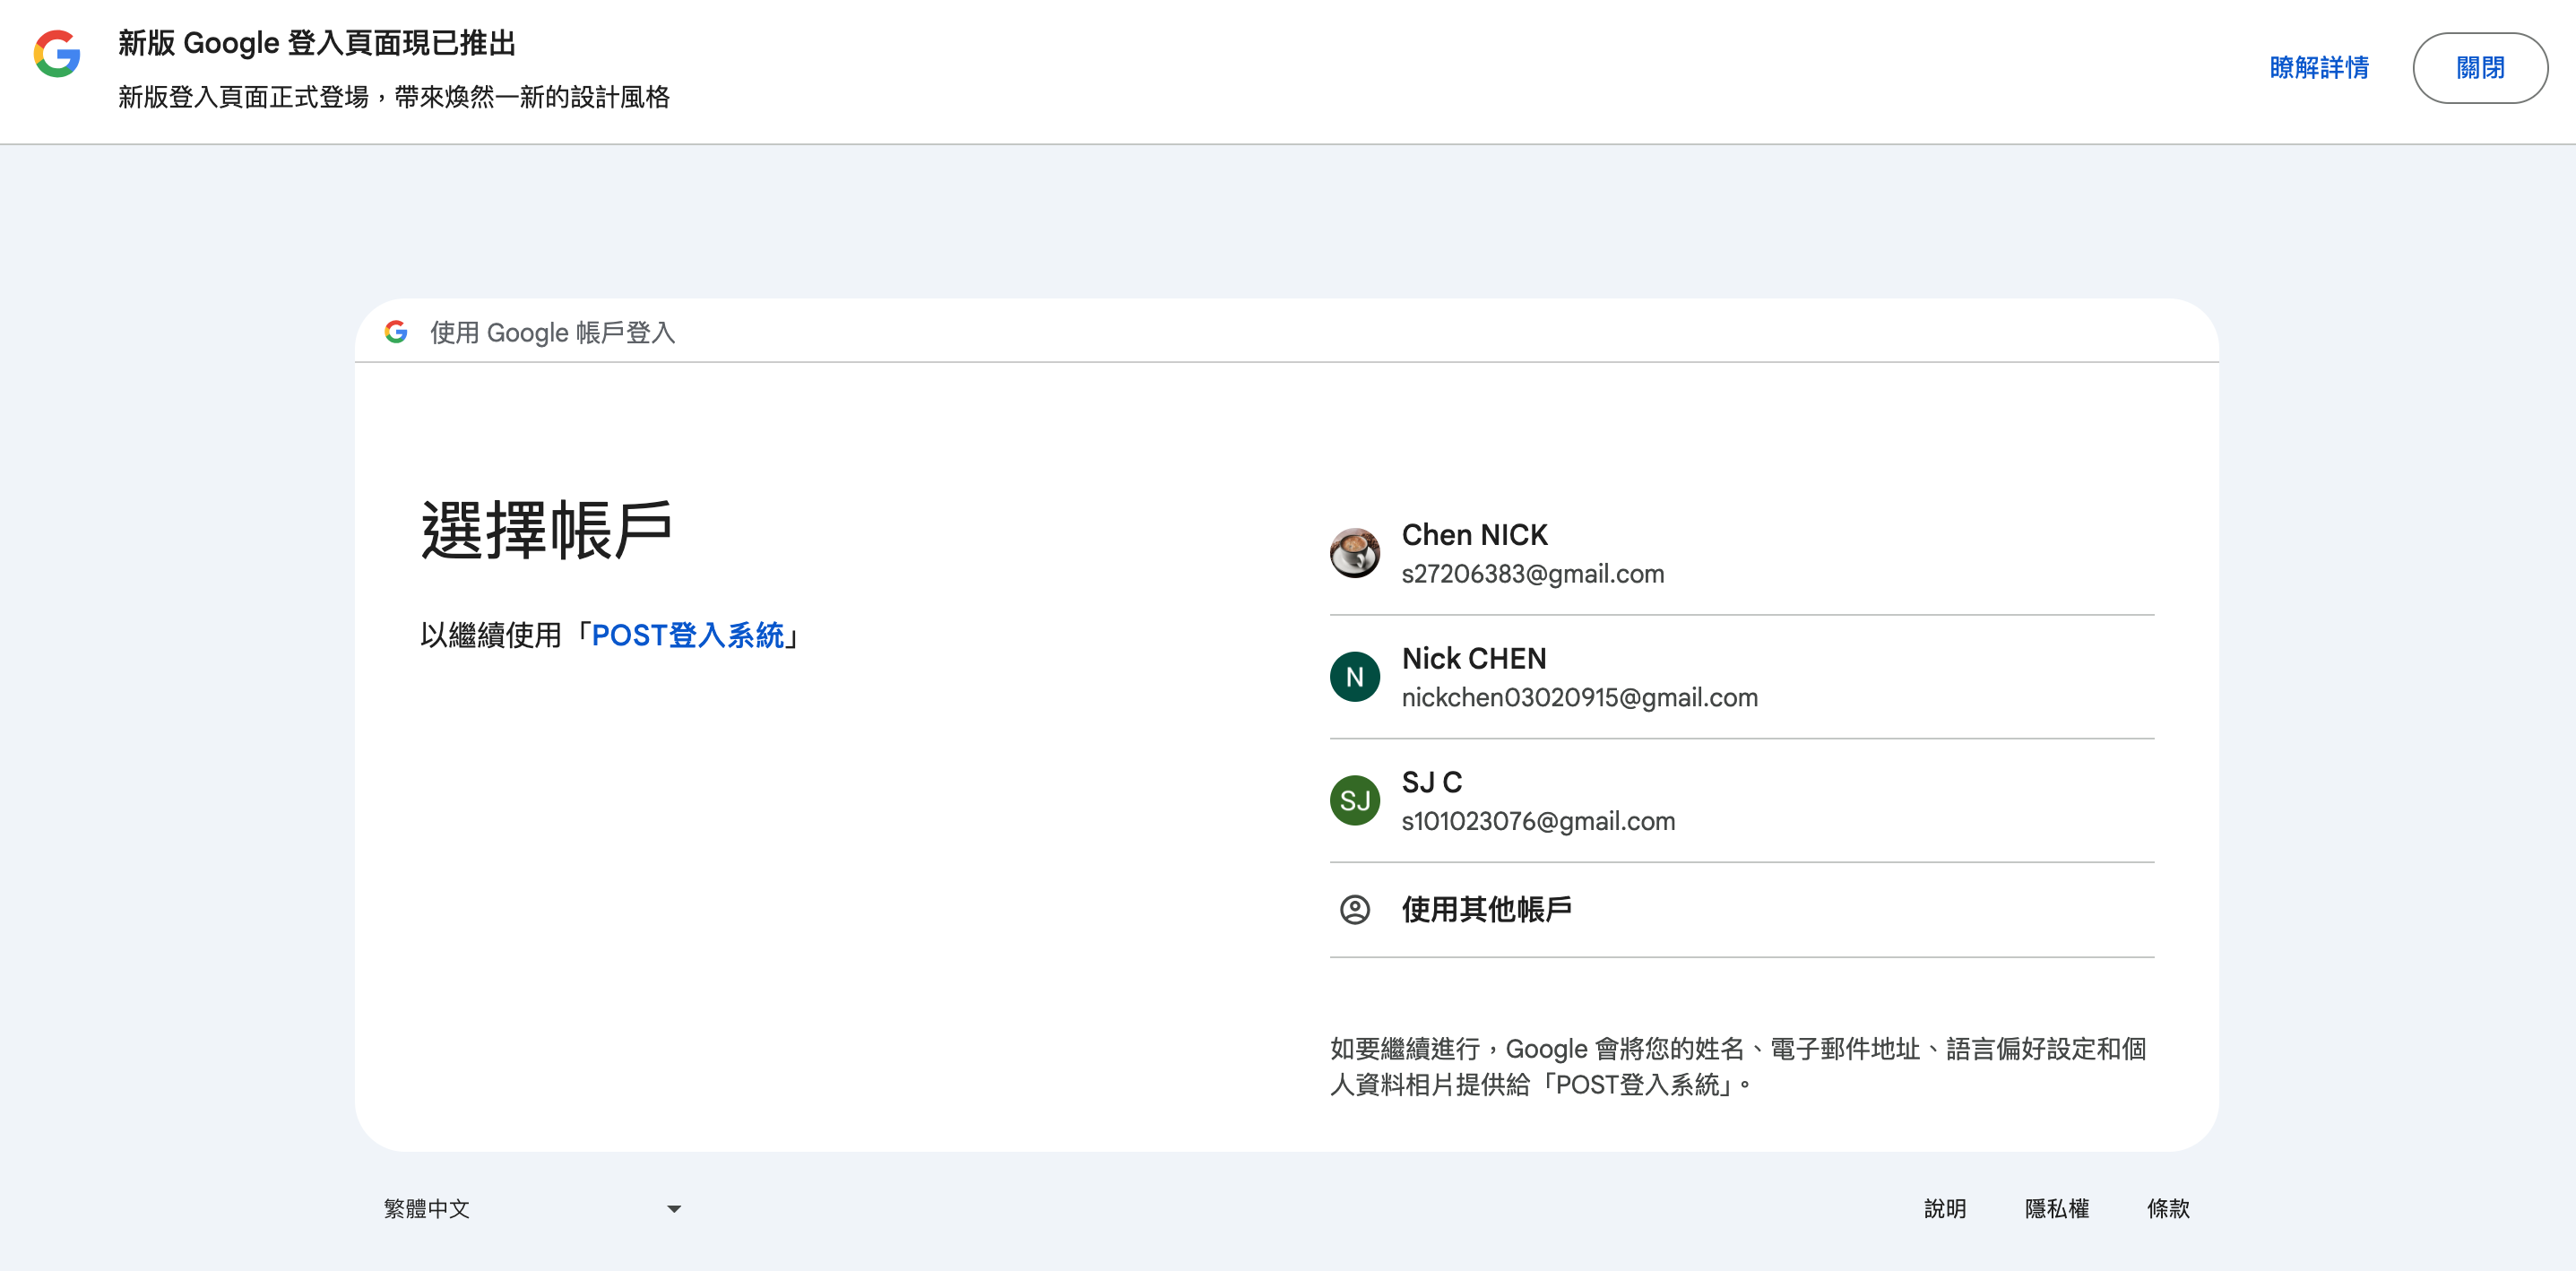 新版 Google 登入頁面現已推出
新版登入頁面正式登場，帶來煥然一新的設計風格
瞭解詳情
關閉
使用 Google 帳戶登入
選擇帳戶
以繼續使用「POST登入系統」
Chen NICK
s27206383@gmail.com
N
Nick CHEN
nickchen03020915@gmail.com
SJ
SJ C
s101023076@gmail.com
使用其他帳戶
如要繼續進行，Google 會將您的姓名、電子郵件地址、語言偏好設定和個
人資料相片提供給「POST登入系統」。
繁體中文
說明
隱私權
條款